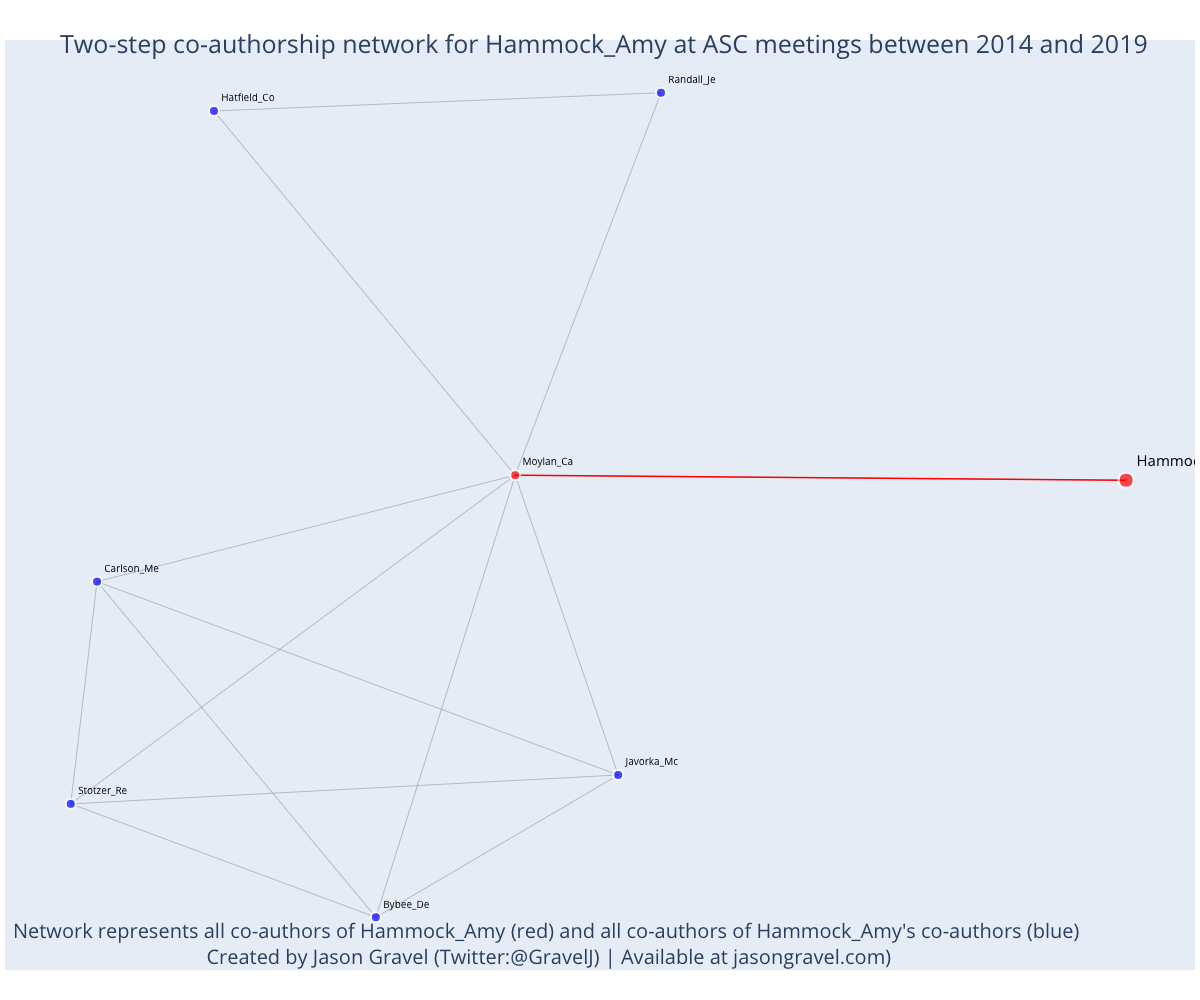 Two-step co-authorship network for Hammock_Amy at ASC meetings between 2014 and 2019
Randall_Je
Hatfield_Co
Moylan_Ca
Hammoc
Carlson_Me
Javorka_Mc
Stotzer_Re
Bybee_De
Network represents all co-authors of Hammock_Amy (red) and all co-authors of Hammock_Amy's co-authors (blue)
Created by Jason Gravel (Twitter:@GravelJ) | Available at jasongravel.com)